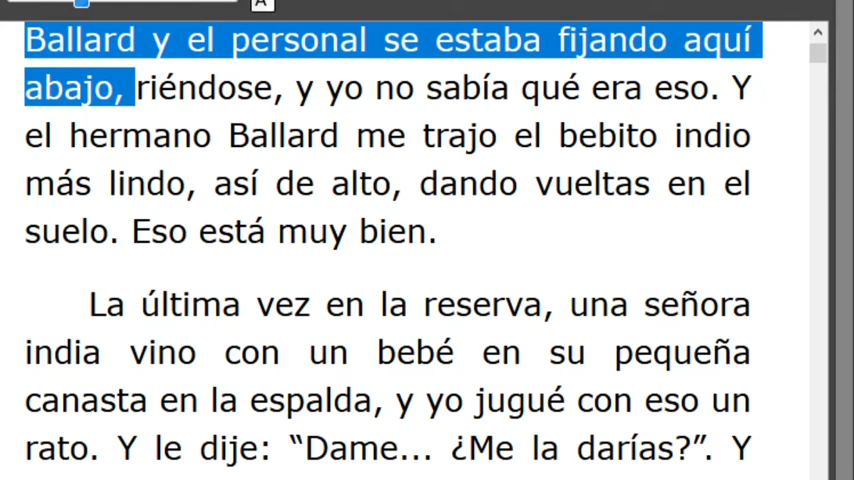 A
Ballard y el personal se estaba fijando aquí
abajo, riéndose, y yo no sabía qué era eso. Y
el hermano Ballard me trajo el bebito indio
más lindo, así de alto, dando vueltas en el
suelo. Eso está muy bien.
La última vez en la reserva, una señora
india vino con un bebé en su pequeña
canasta en la espalda, y yo jugué con eso un
rato. Y le dije: “Dame... ¿Me la darías?”. Y